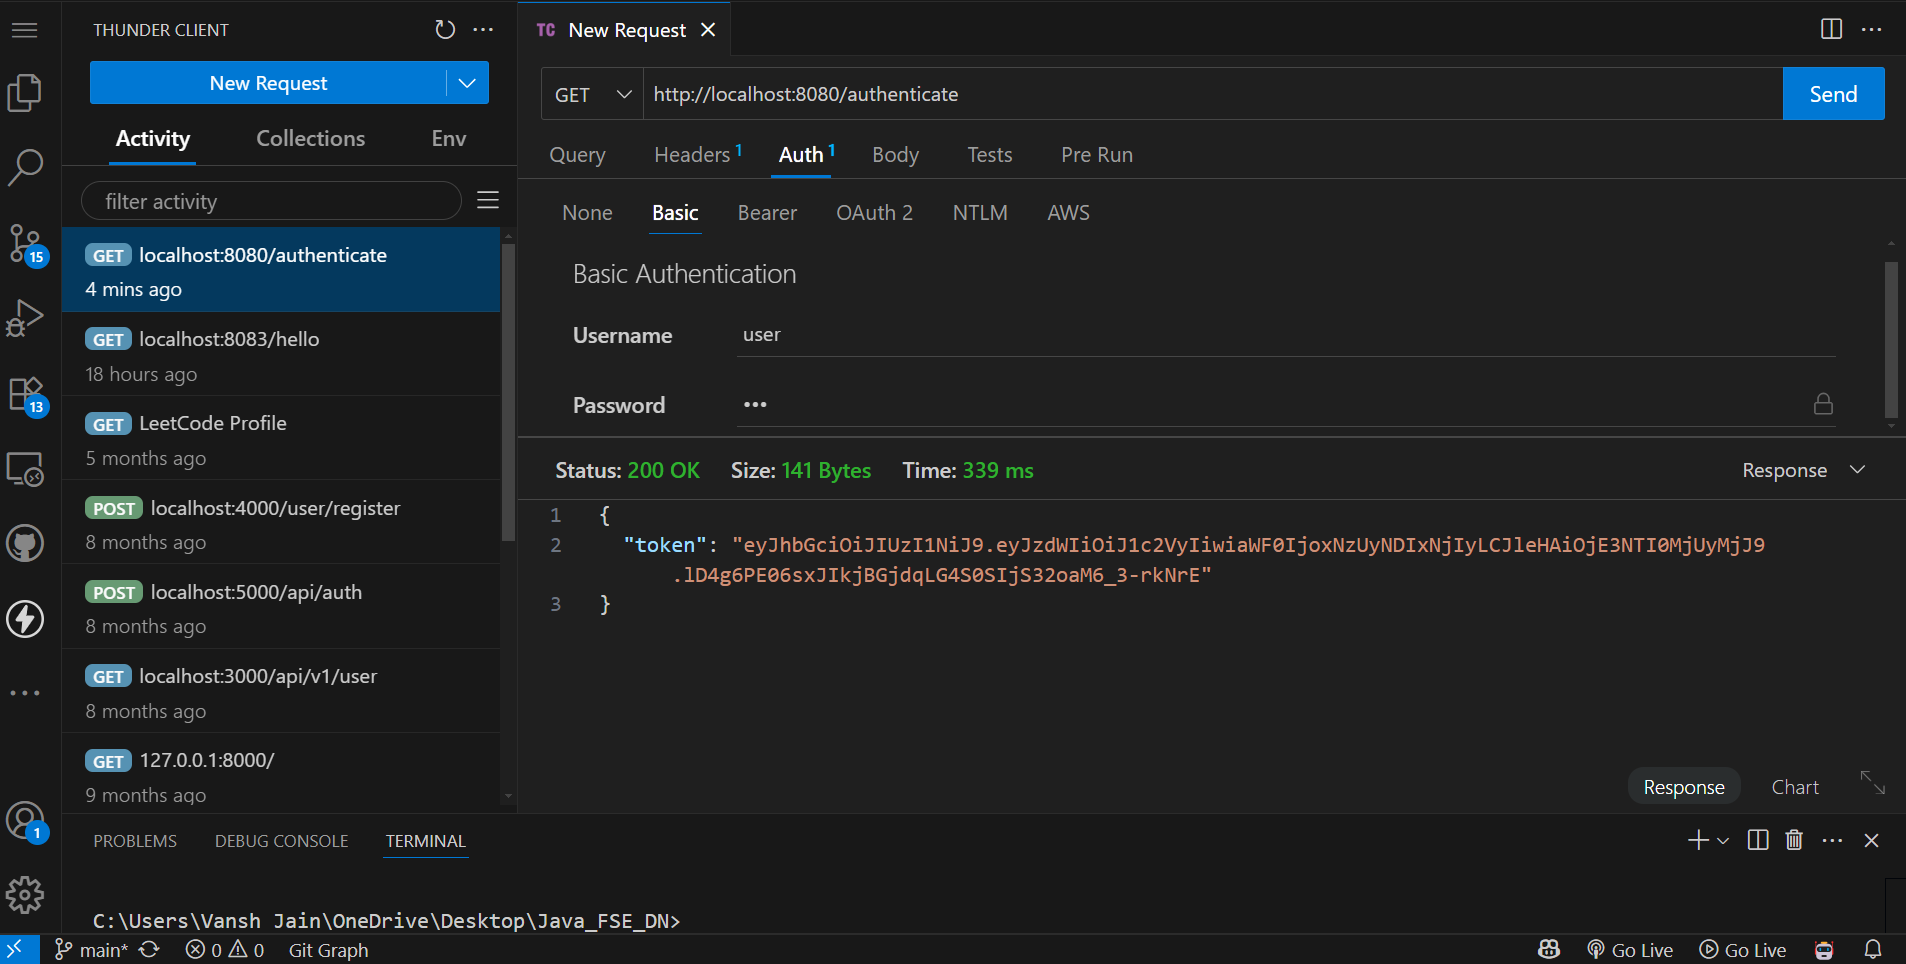 THUNDER CLIENT
New Request
Activity Collections Env
filter activity
GET localhost:8080/authenticate
4 mins ago
GET localhost:8083/hello
18 hours ago
GET LeetCode Profile
5 months ago
POST localhost:4000/user/register
8 months ago
POST localhost:5000/api/auth
8 months ago
GET localhost:3000/api/v1/user
8 months ago
GET 127.0.0.1:8000/
9 months ago
15
13
1
TC New Request
GET http://localhost:8080/authenticate Send
Query Headers 1 Auth 1 Body Tests Pre Run
None Basic Bearer OAuth 2 NTLM AWS
Basic Authentication
Username user
Password •••
Status: 200 OK Size: 141 Bytes Time: 339 ms Response
1 {
2 "token": "eyJhbGciOiJIUzI1NiJ9.eyJzdWIiOiJ1c2VyIiwiaWF0IjoxNzUyNDIxNjIyLCJleHAiOjE3NTI0MjUyMjJ9
.lD4g6PE06sxJIkjBGjdqLG4S0SIjS32oaM6_3-rkNrE"
3 }
Response Chart
PROBLEMS DEBUG CONSOLE TERMINAL
C:\Users\Vansh Jain\OneDrive\Desktop\Java_FSE_DN>
main* 0 0 Git Graph Go Live Go Live